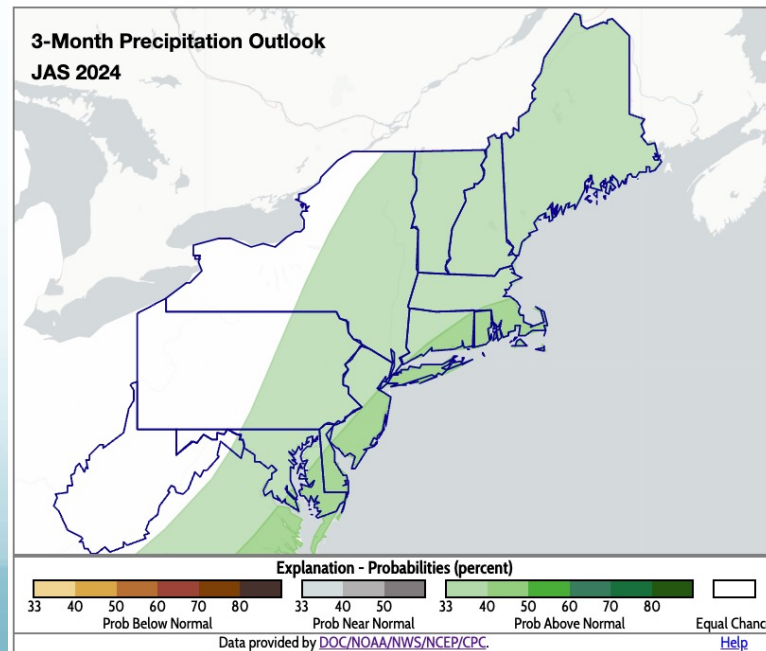 3-Month Precipitation Outlook
JAS 2024
Explanation - Probabilities (percent)
33 40 50 60 70 80 33 40 50 33 40 50 60 70 80
Prob Below Normal Prob Near Normal Prob Above Normal Equal Chanc
Data provided by DOC/NOAA/NWS/NCEP/CPC. Help